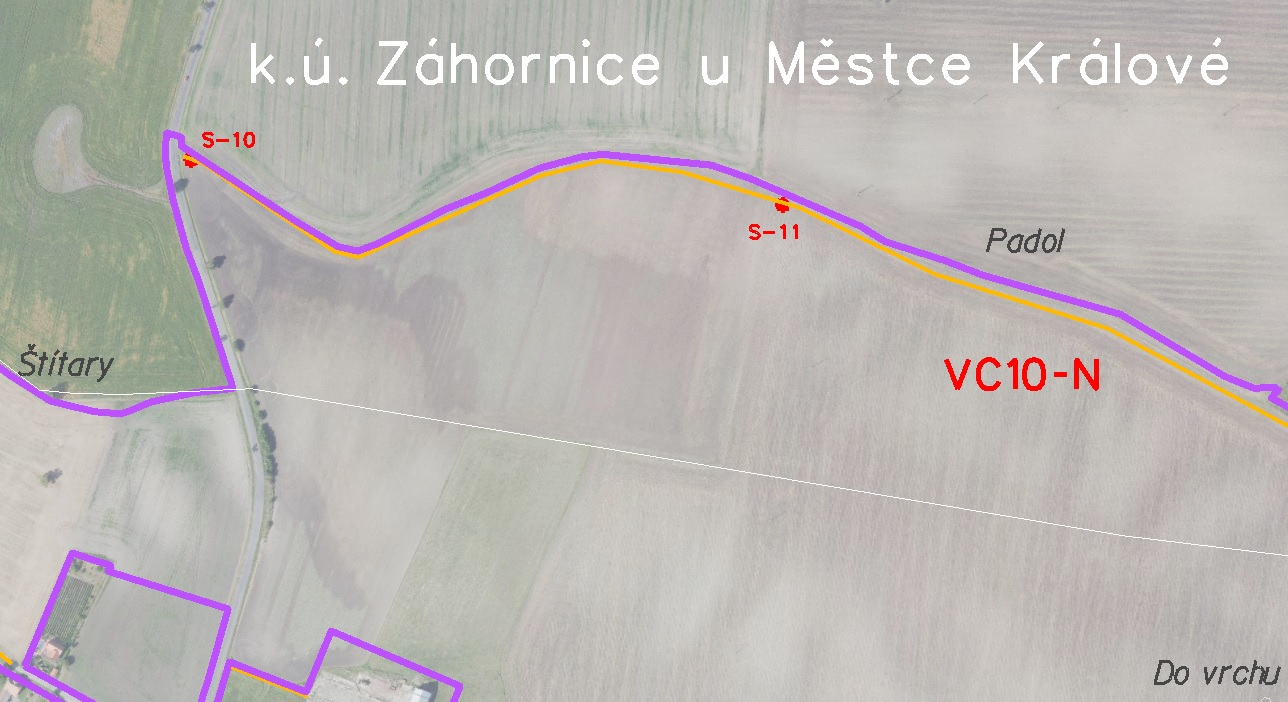 k.ú. Záhornice u Městce Králové
S-10
S-11
Padol
Štítary
VC10-N
Do vrchu